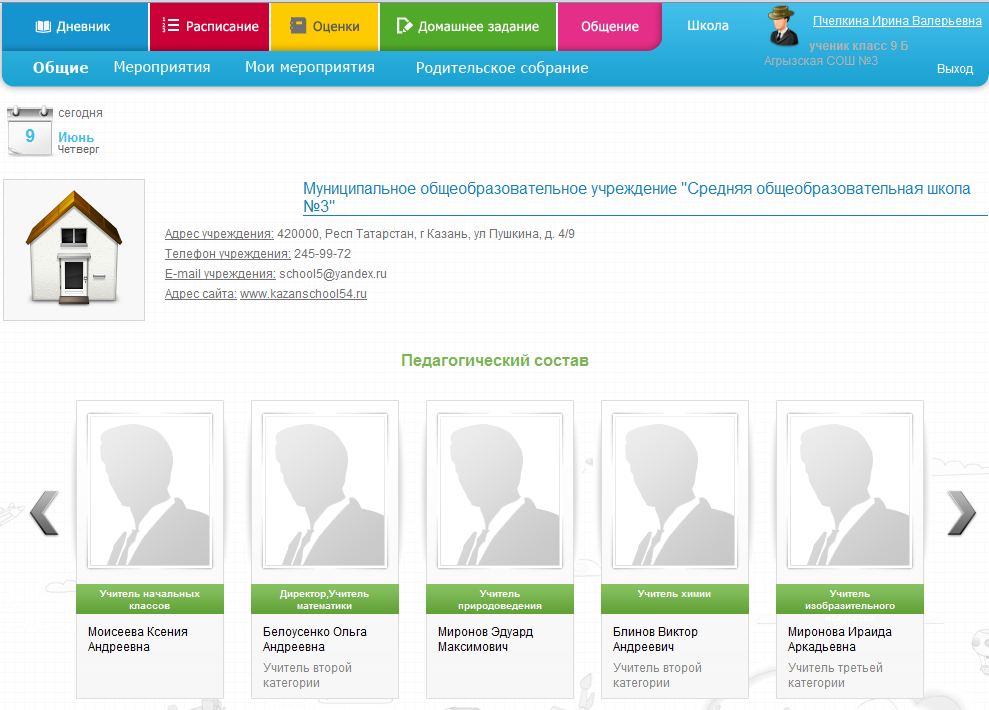 Дневник
Расписание
Оценки
Домашнее задание
Общение
Школа
Пчелкина Ирина Валерьевна
ученик класс 9 Б
Агрызская СОШ №3
Выход
Общие
Мероприятия
Мои мероприятия
Родительское собрание
сегодня
9
Июнь
Четверг
Муниципальное общеобразовательное учреждение "Средняя общеобразовательная школа
№3"
Адрес учреждения: 420000, Респ Татарстан, г Казань, ул Пушкина, д. 4/9
Телефон учреждения: 245-99-72
E-mail учреждения: school5@yandex.ru
Адрес сайта: www.kazanschool54.ru
Педагогический состав
Учитель начальных
классов
Моисеева Ксения
Андреевна
Директор,Учитель
математики
Белоусенко Ольга
Андреевна
Учитель второй
категории
Учитель
природоведения
Миронов Эдуард
Максимович
Учитель химии
Блинов Виктор
Андреевич
Учитель второй
категории
Учитель
изобразительного
Миронова Ираида
Аркадьевна
Учитель третьей
категории